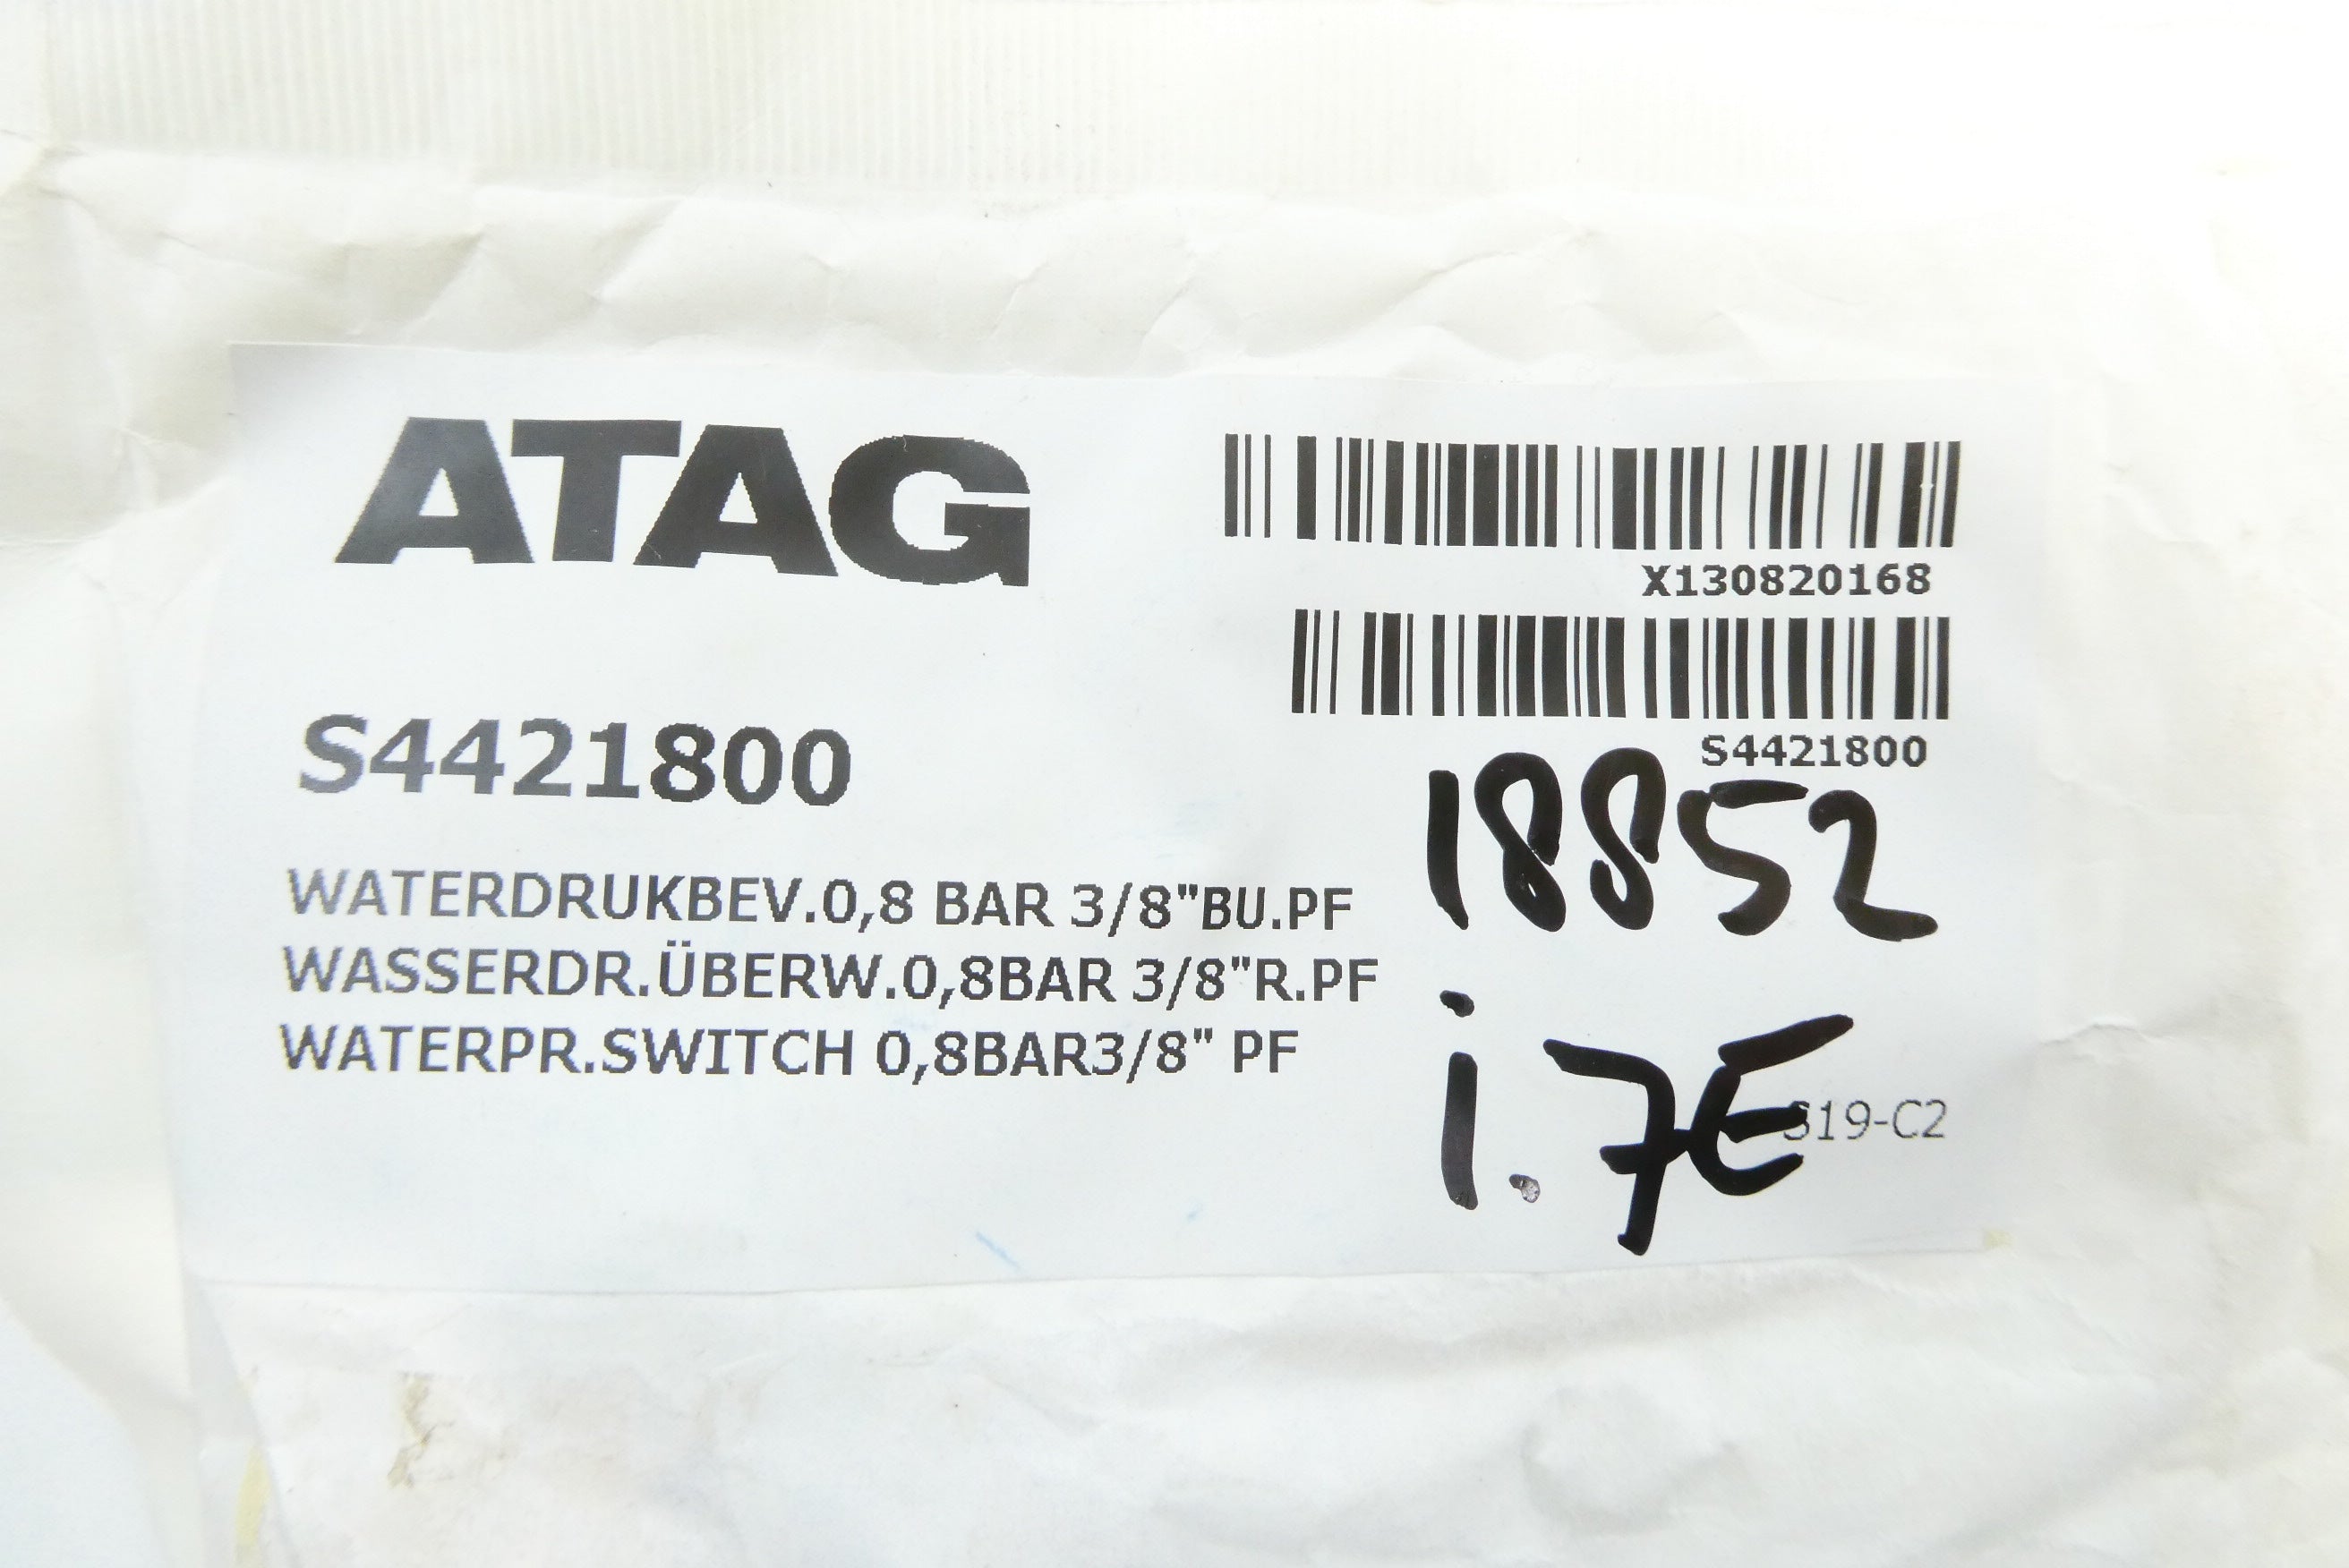 ATAG
X130820168
S4421800
S4421800
18852
WATERDRUKBEV.0,8 BAR 3/8"BU.PF
WASSERDR.ÜBERW.0,8BAR 3/8"R.PF
WATERPR.SWITCH 0,8BAR3/8" PF
i.7E
S19-C2